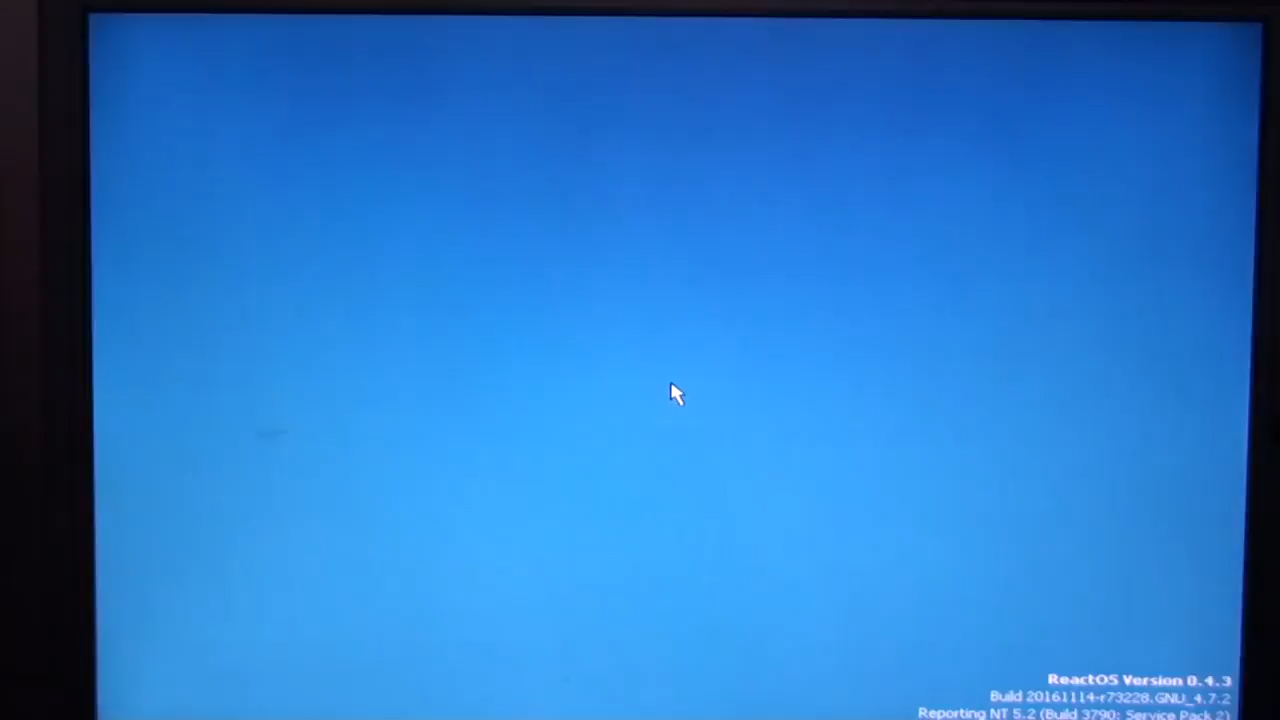 ReactOS Version 0.4.3
Build 20161114-r73228.GNU_4.7.2
Reporting NT 5.2 (Build 3790: Service Pack 2)